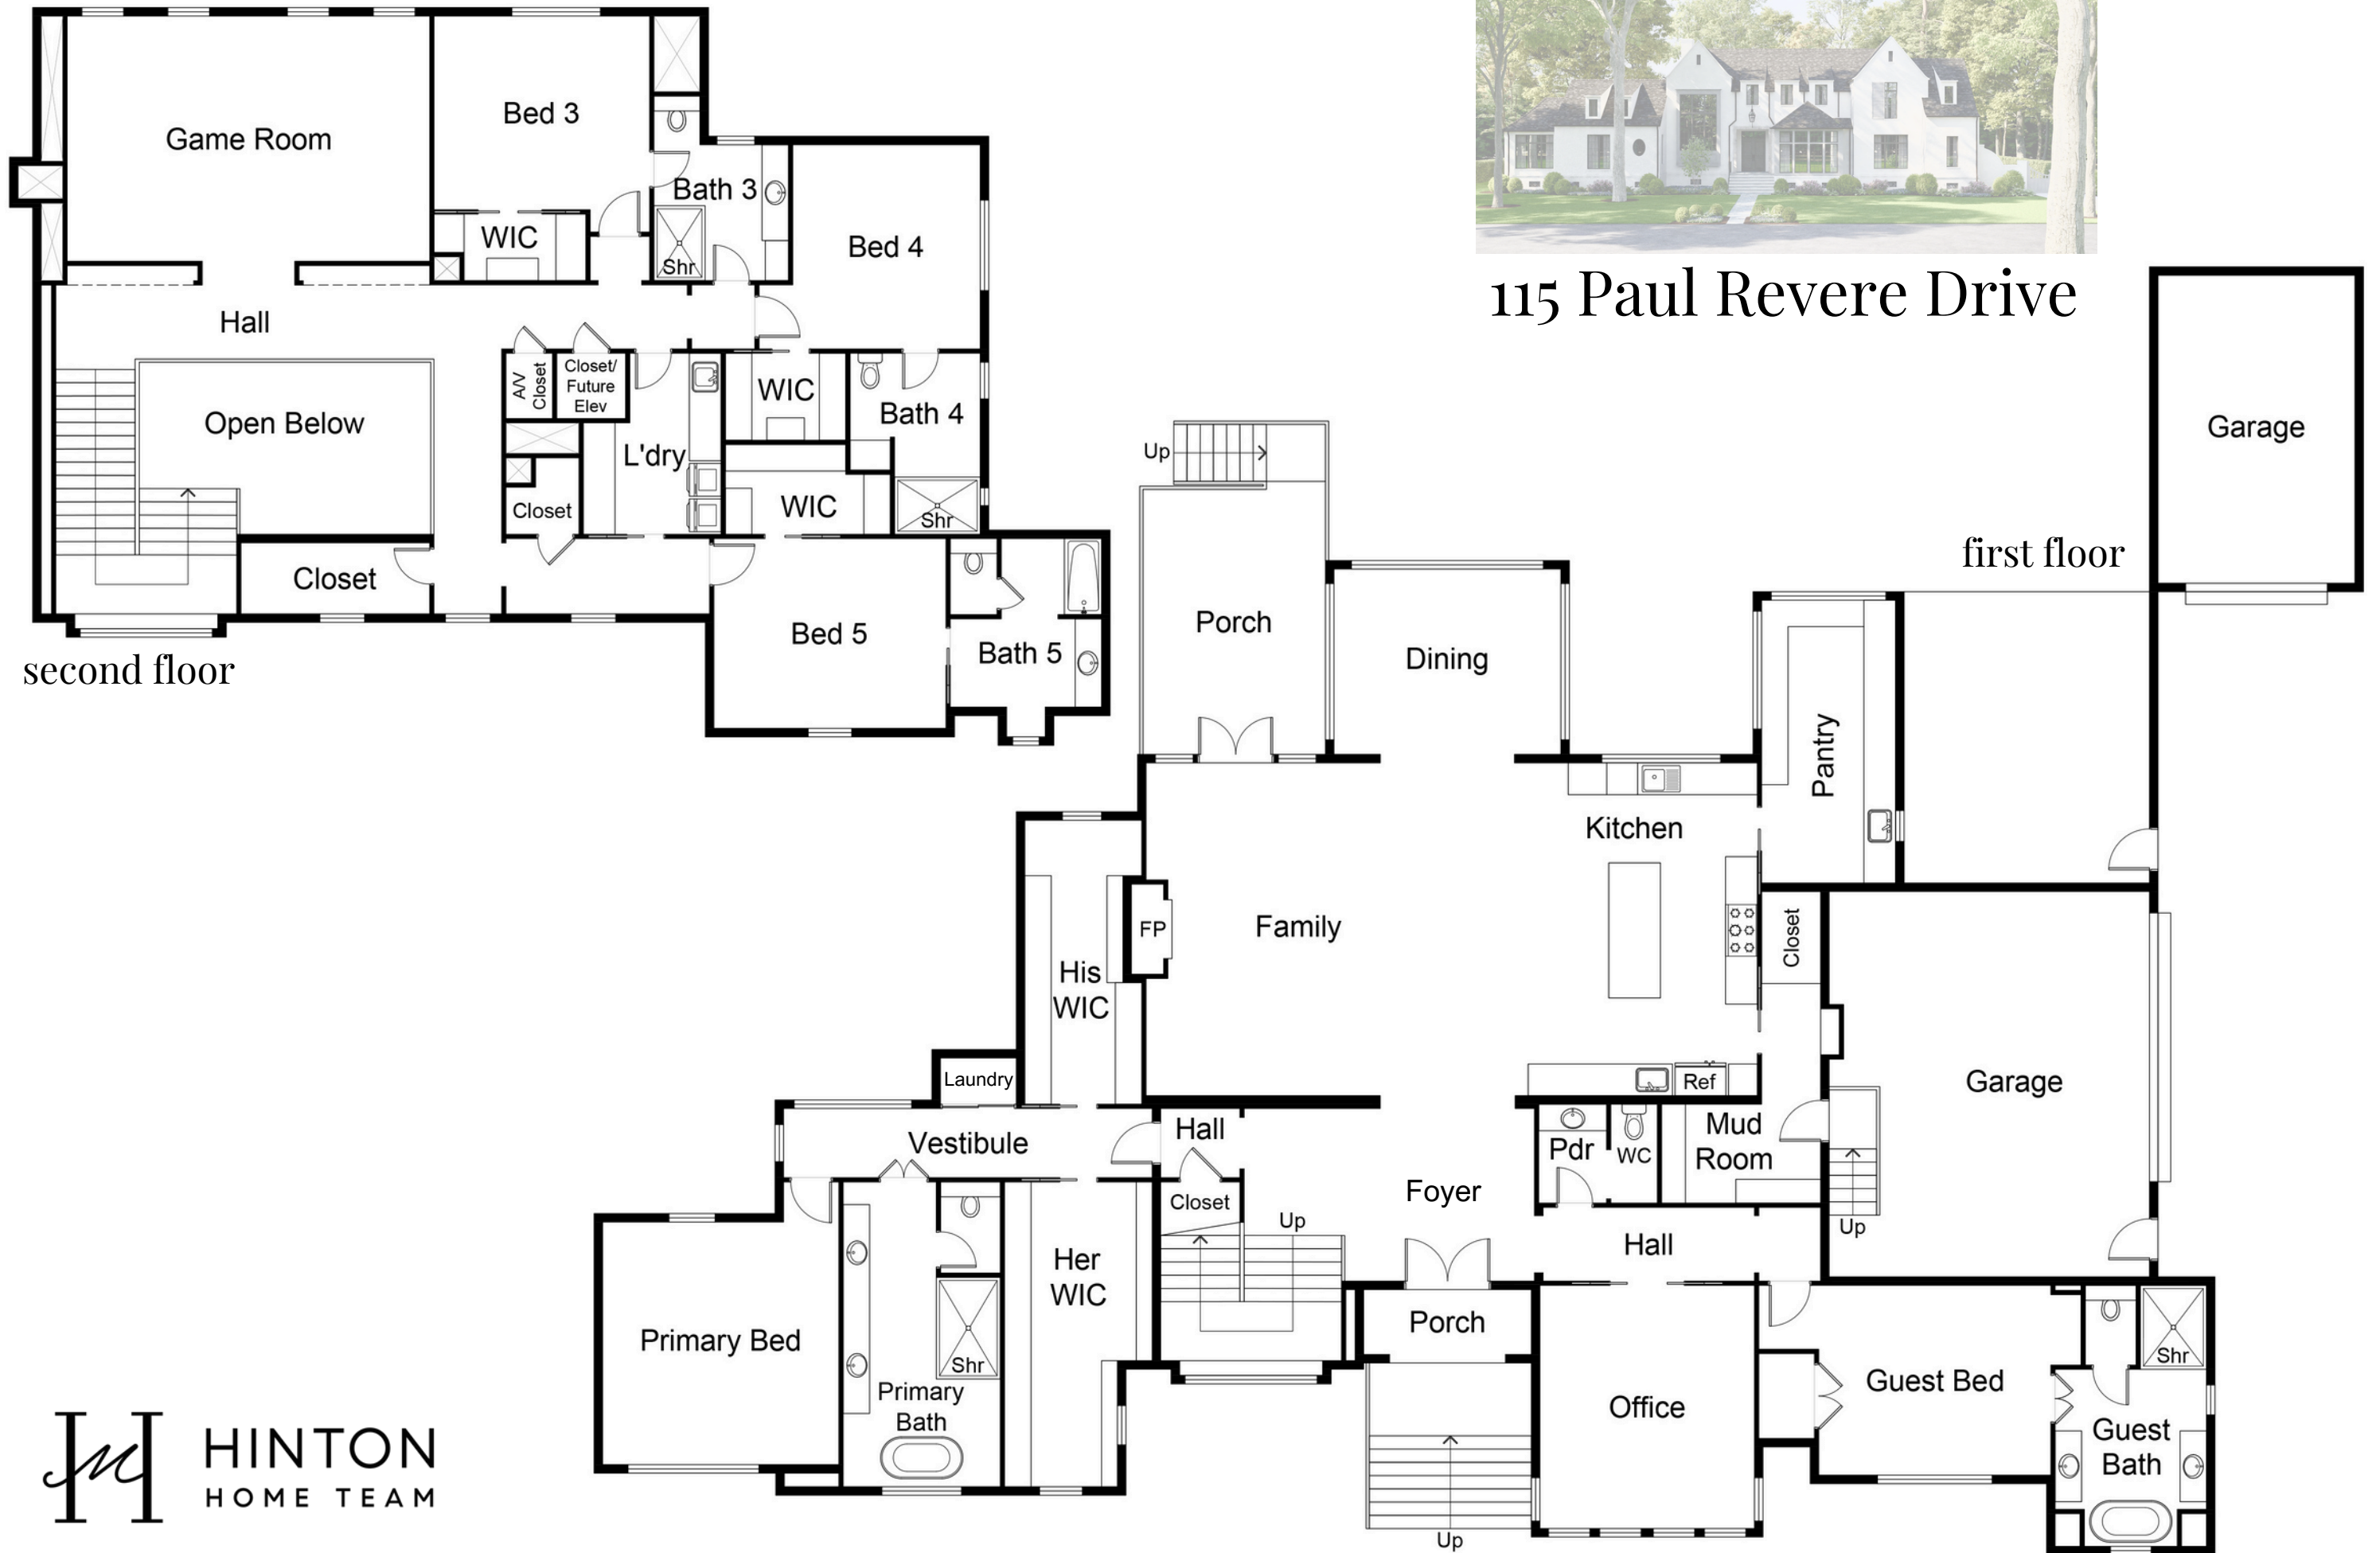 Game Room
Bed 3
Bath 3
WIC
Shr
Bed 4
Hall
A/V
Closet
Closet/
Future
Elev
WIC
Bath 4
Open Below
L'dry
WIC
Shr
Closet
Closet
Bed 5
Bath 5
second floor
115 Paul Revere Drive
first floor
Garage
Up
Porch
Dining
Pantry
Kitchen
FP
Family
Closet
His
WIC
Garage
Laundry
Ref
Vestibule
Hall
Pdr
WC
Mud
Room
Closet
Foyer
Up
Up
Hall
Her
WIC
Primary Bed
Shr
Primary
Bath
Porch
Office
Guest Bed
Shr
Guest
Bath
Up
H
HINTON
HOME TEAM